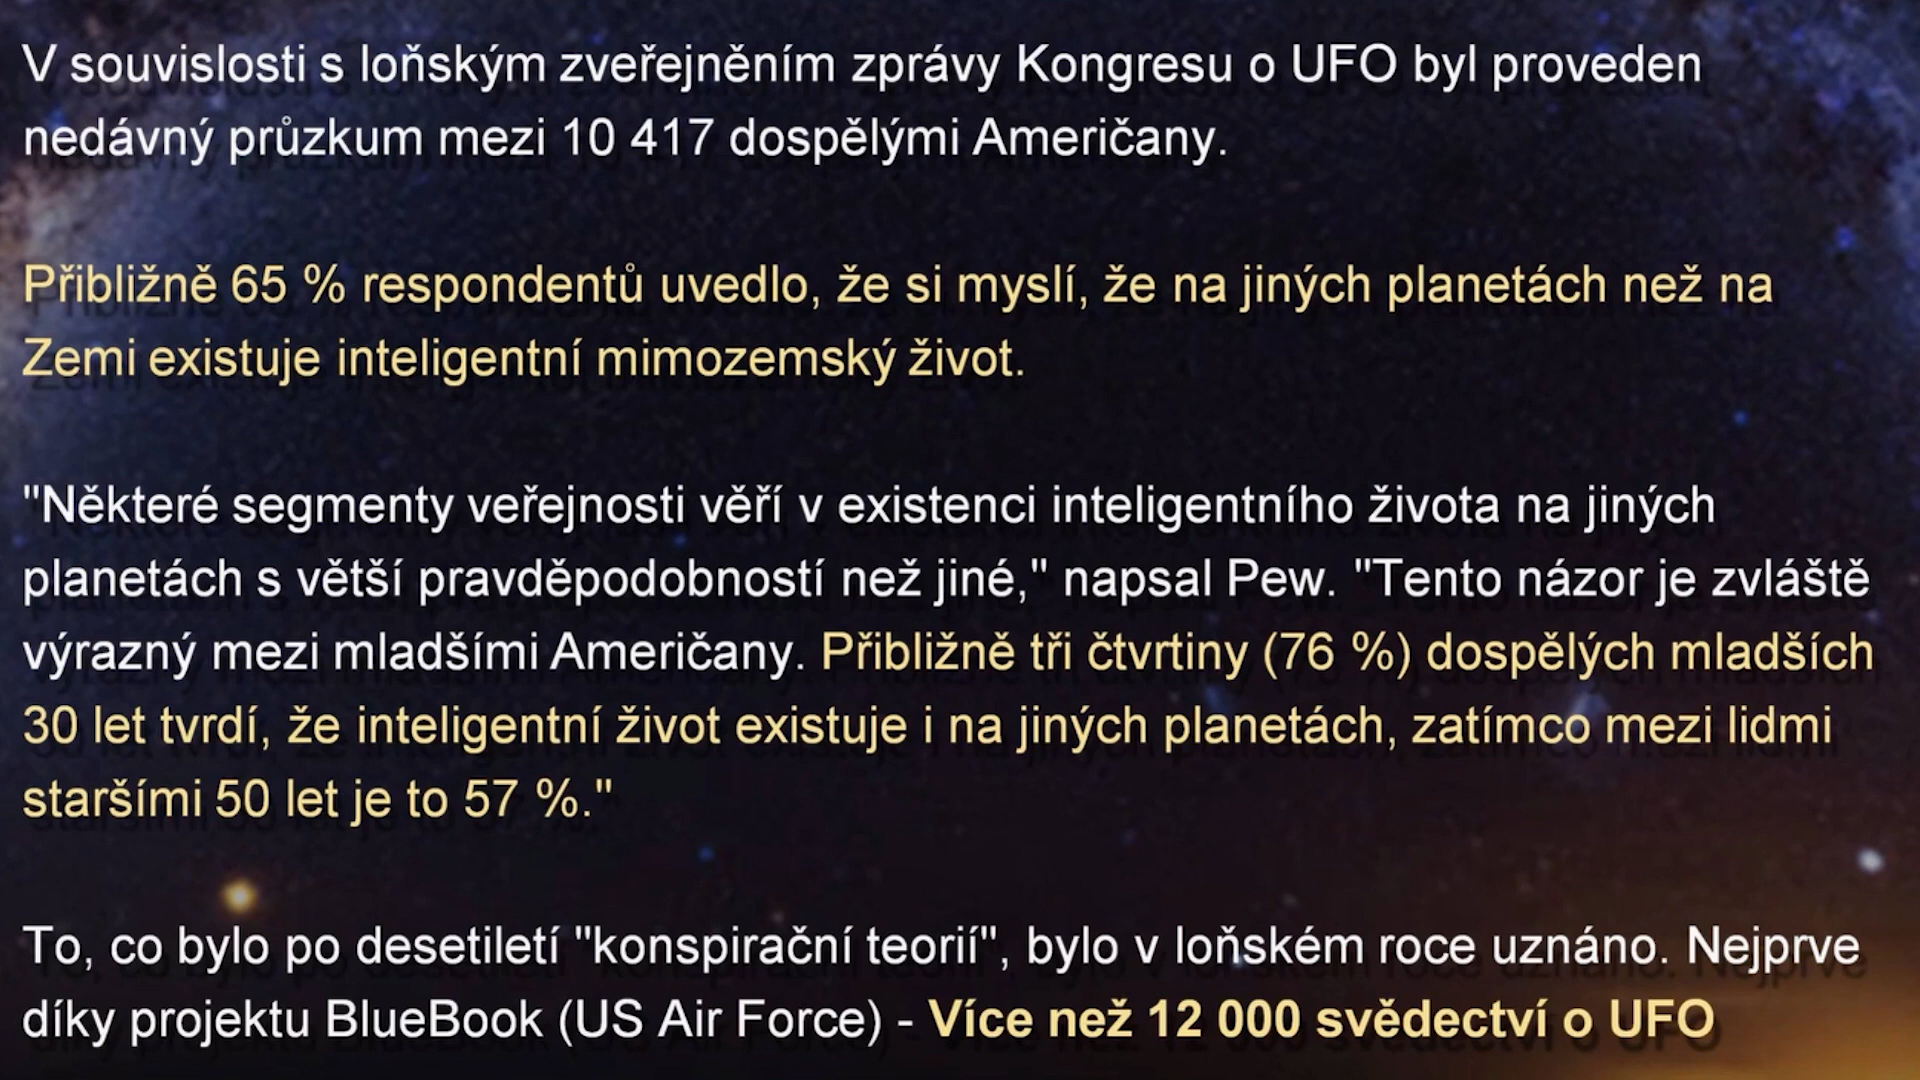 V souvislosti s loňským zveřejněním zprávy Kongresu o UFO byl proveden
nedávný průzkum mezi 10 417 dospělými Američany.
Přibližně 65 % respondentů uvedlo, že si myslí, že na jiných planetách než na
Zemi existuje inteligentní mimozemský život.
"Některé segmenty veřejnosti věří v existenci inteligentního života na jiných
planetách s větší pravděpodobností než jiné," napsal Pew. "Tento názor je zvláště
výrazný mezi mladšími Američany. Přibližně tři čtvrtiny (76 %) dospělých mladších
30 let tvrdí, že inteligentní život existuje i na jiných planetách, zatímco mezi lidmi
staršími 50 let je to 57 %."
To, co bylo po desetiletí "konspirační teorií", bylo v loňském roce uznáno. Nejprve
díky projektu BlueBook (US Air Force) - Více než 12 000 svědectví o UFO